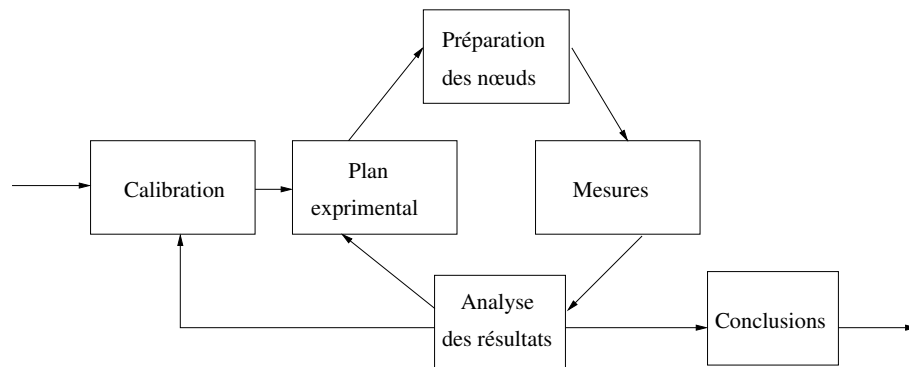 Préparation
des nœuds
Calibration
Plan
exprimental
Mesures
Analyse
des résultats
Conclusions